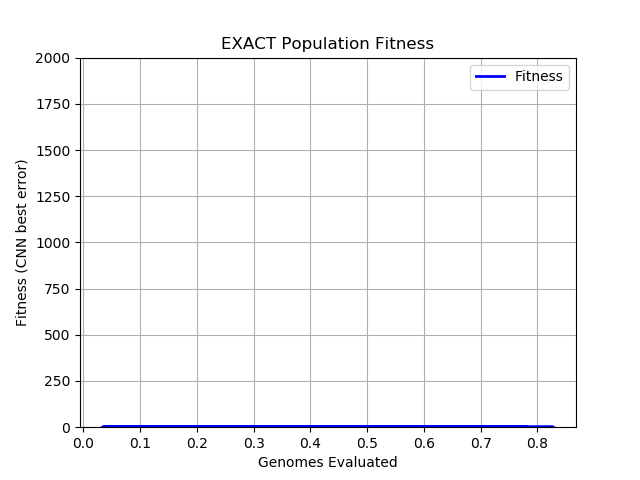 EXACT Population Fitness
2000
1750
1500
1250
1000
750
500
250
0
Fitness (CNN best error)
Fitness
0.0 0.1 0.2 0.3 0.4 0.5 0.6 0.7 0.8
Genomes Evaluated